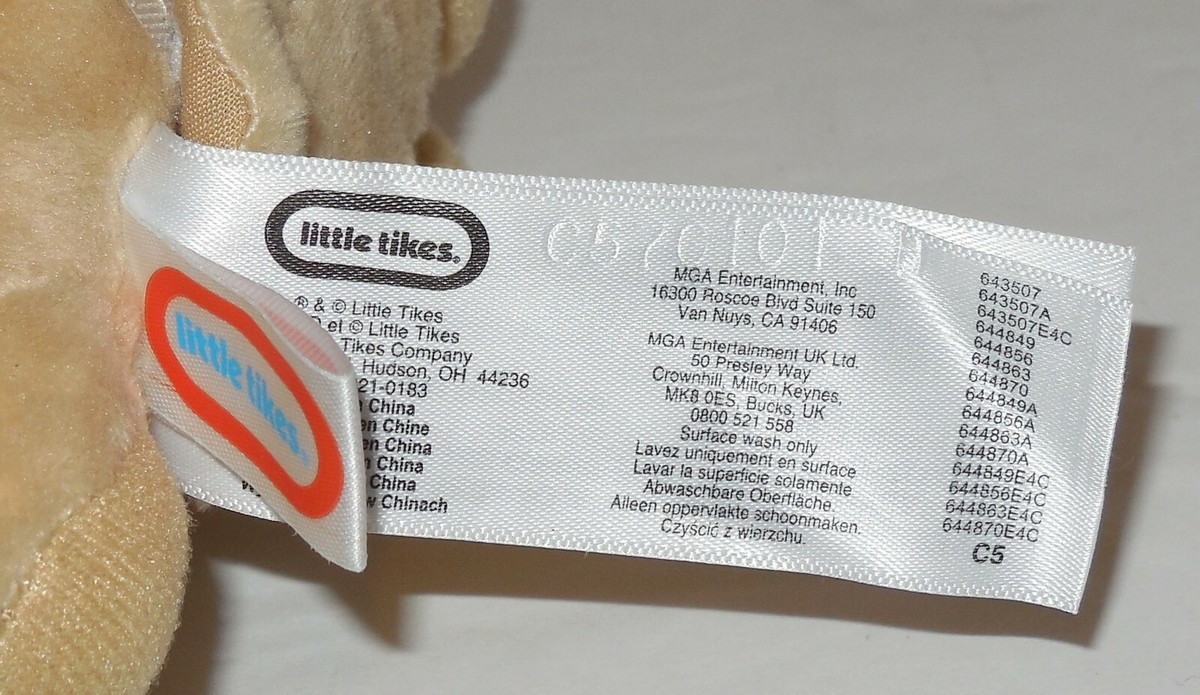 little tikes.
® & © Little Tikes
et © Little Tikes
Tikes Company
Hudson, OH 44236
21-0183
China
en Chine
en China
China
China
w Chinach
little tikes.
MGA Entertainment, Inc
16300 Roscoe Blvd Suite 150
Van Nuys, CA 91406
MGA Entertainment UK Ltd.
50 Presley Way
Crownhill, Milton Keynes,
MK8 0ES, Bucks, UK
0800 521 558
Surface wash only
Lavez uniquement en surface
Lavar la superficie solamente
Abwaschbare Oberfläche.
Alleen oppervlakte schoonmaken.
Czyścić z wierzchu.
643507
643507A
643507E4C
644849
644856
644863
644870
644849A
644856A
644863A
644870A
644849E4C
644856E4C
644863E4C
644870E4C
C5